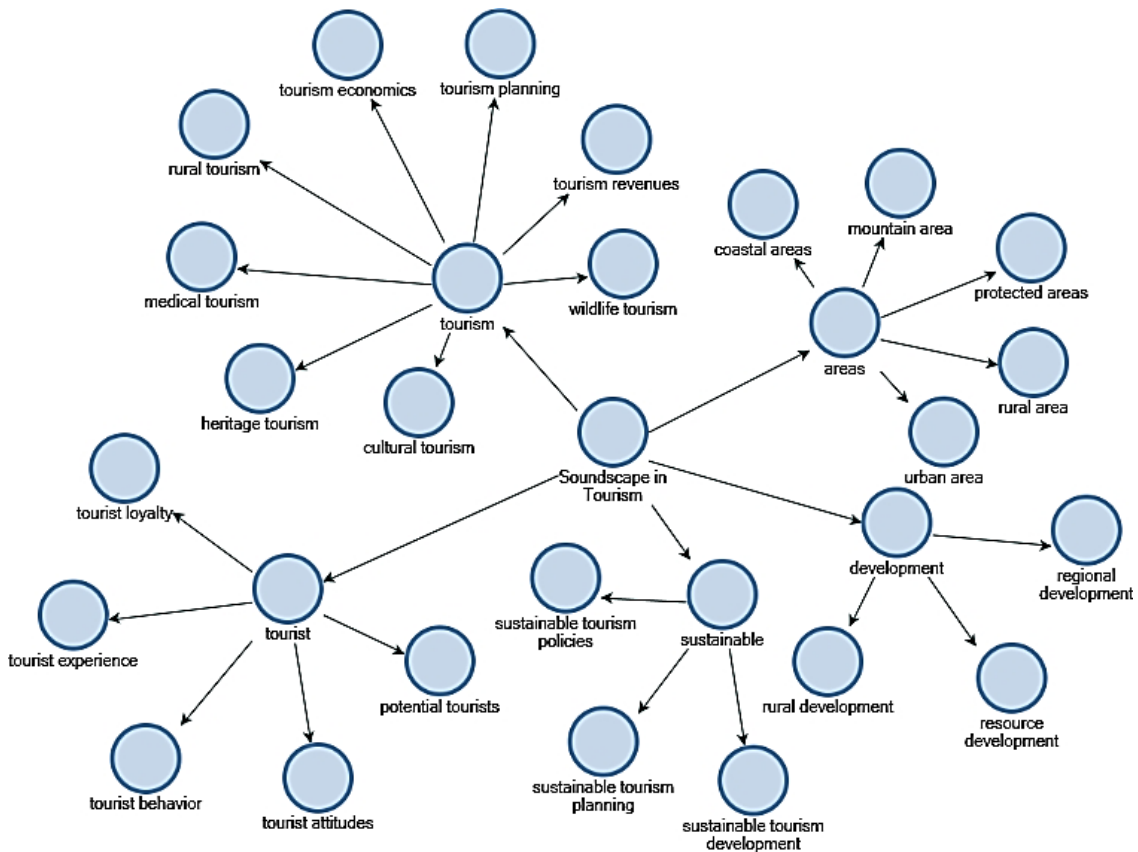 tourism economics
tourism planning
rural tourism
tourism revenues
coastal areas
mountain area
protected areas
medical tourism
wildlife tourism
tourism
areas
rural area
heritage tourism
cultural tourism
urban area
Soundscape in
Tourism
tourist loyalty
development
regional
development
tourist
sustainable tourism
policies
sustainable
tourist experience
potential tourists
rural development
resource
development
tourist behavior
tourist attitudes
sustainable tourism
planning
sustainable tourism
development